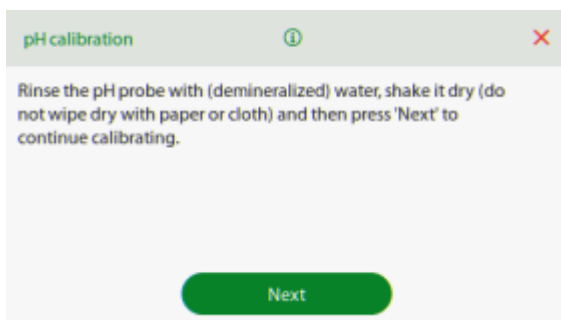 pH calibration
Rinse the pH probe with (demineralized) water, shake it dry (do
not wipe dry with paper or cloth) and then press 'Next' to
continue calibrating.
Next